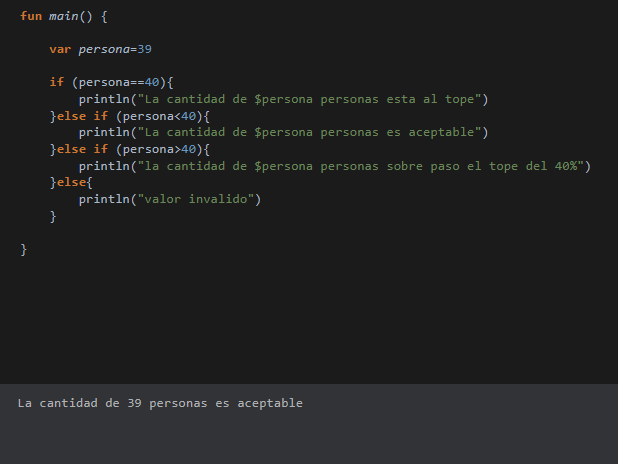 fun main() {
var persona=39
if (persona==40){
println("La cantidad de $persona personas esta al tope")
}else if (persona<40){
println("La cantidad de $persona personas es aceptable")
}else if (persona>40){
println("la cantidad de $persona personas sobre paso el tope del 40%")
}else{
println("valor invalido")
}
}
La cantidad de 39 personas es aceptable